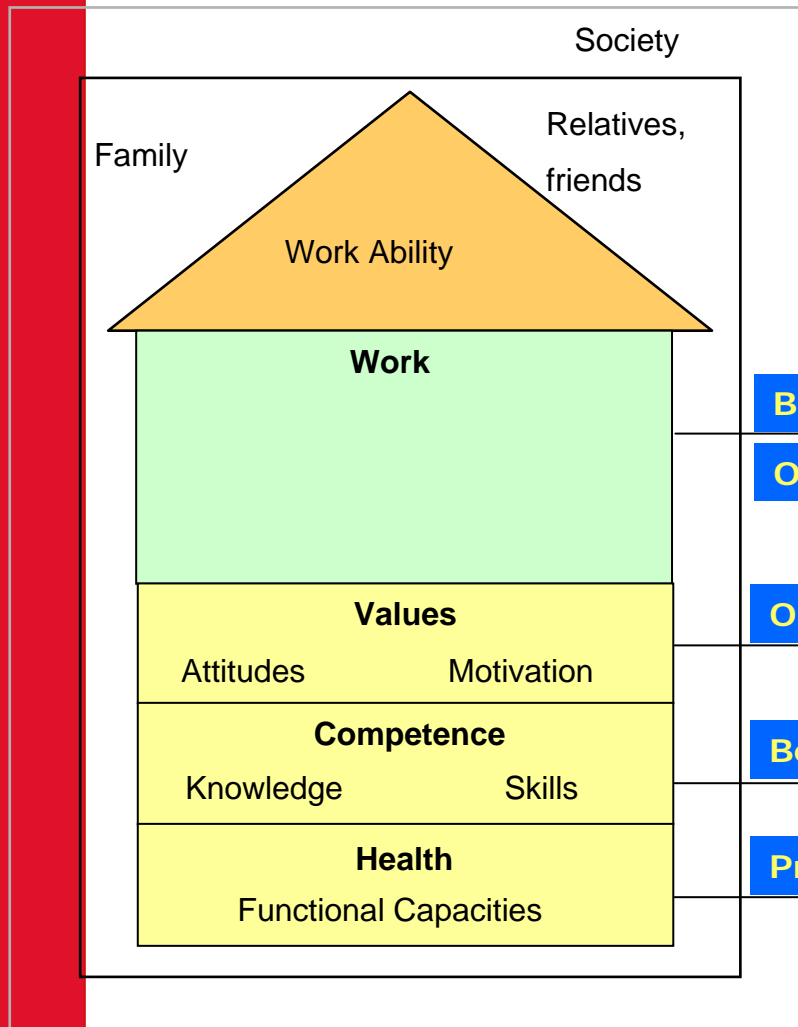 Society
Relatives,
friends
Family
Work Ability
Work
Values
Attitudes Motivation
Competence
Knowledge Skills
Health
Functional Capacities